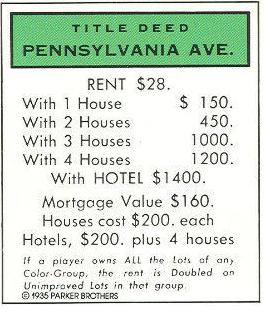 TITLE DEED
PENNSYLVANIA AVE.
RENT $28.
With 1 House $ 150.
With 2 Houses 450.
With 3 Houses 1000.
With 4 Houses 1200.
With HOTEL $1400.
Mortgage Value $160.
Houses cost $200. each
Hotels, $200. plus 4 houses
If a player owns ALL the Lots of any
Color-Group, the rent is Doubled on
Unimproved Lots in that group.
© 1935 PARKER BROTHERS